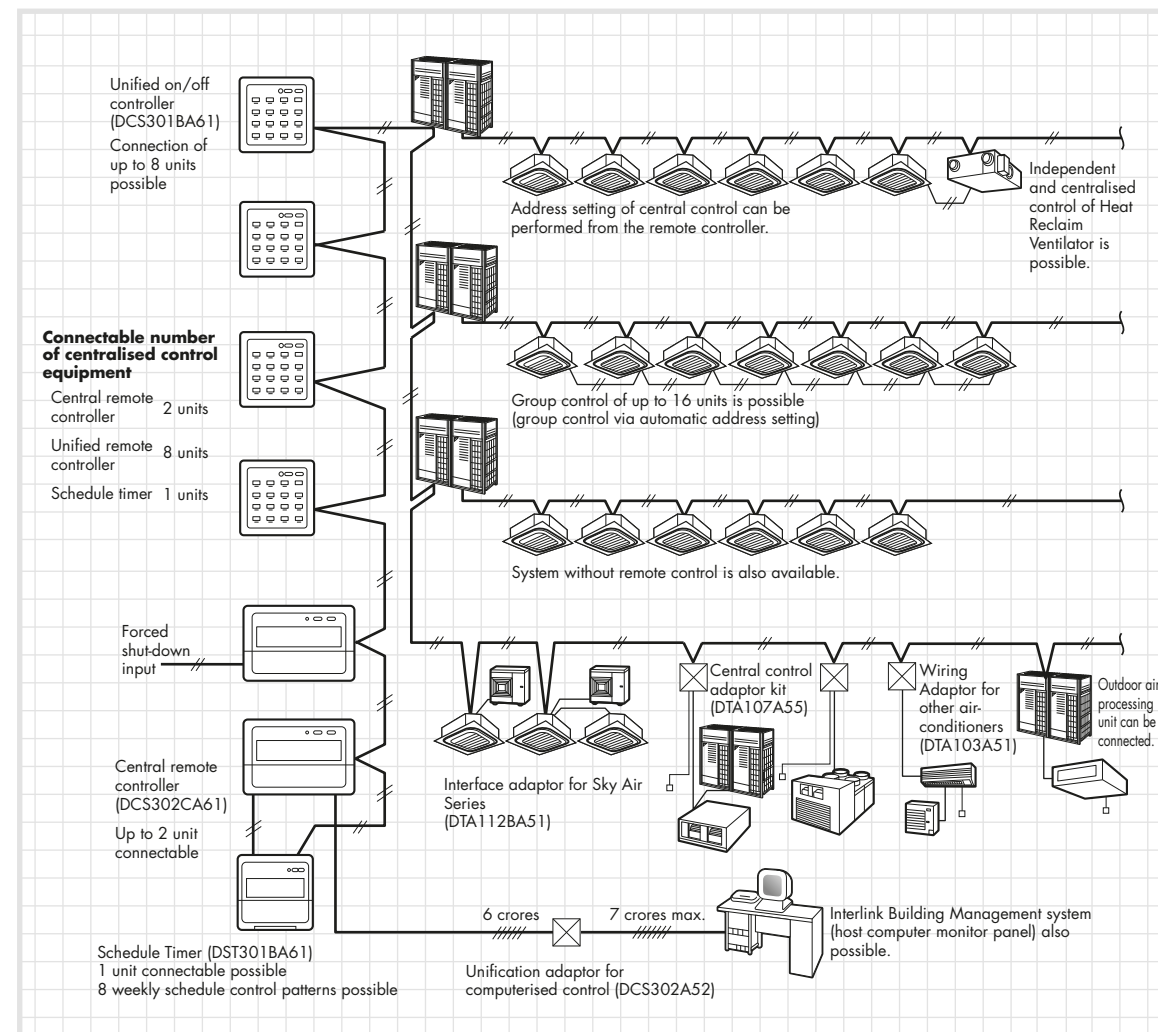 Unified on/off
controller
(DCS301BA61)
Connection of
up to 8 units
possible
Independent
and centralised
control of Heat
Reclaim
Ventilator is
possible.
Address setting of central control can be
performed from the remote controller.
Connectable number
of centralised control
equipment
Central remote
controller 2 units
Unified remote
controller 8 units
Schedule timer 1 units
Group control of up to 16 units is possible
(group control via automatic address setting)
System without remote control is also available.
Forced
shut-down
input
Central control
adaptor kit
(DTA107A55)
Wiring
Adaptor for
other air-
conditioners
(DTA103A51)
Outdoor air
processing
unit can be
connected.
Central remote
controller
(DCS302CA61)
Up to 2 unit
connectable
Interface adaptor for Sky Air
Series
(DTA112BA51)
6 crores
7 crores max.
Interlink Building Management system
(host computer monitor panel) also
possible.
Schedule Timer (DST301BA61)
1 unit connectable possible
8 weekly schedule control patterns possible
Unification adaptor for
computerised control (DCS302A52)